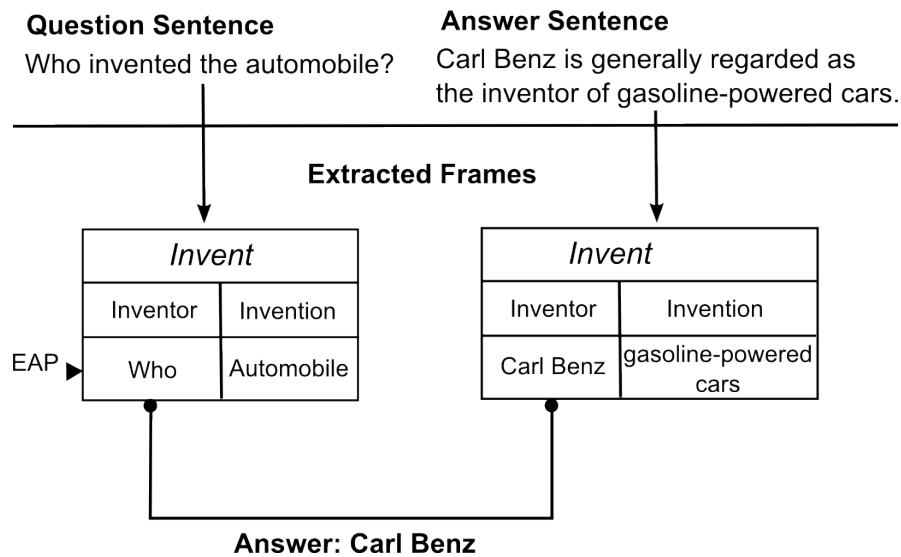 Question Sentence
Who invented the automobile?
Answer Sentence
Carl Benz is generally regarded as
the inventor of gasoline-powered cars.
Extracted Frames
Invent
Inventor Invention
EAP Who Automobile
Invent
Inventor Invention
Carl Benz gasoline-powered
cars
Answer: Carl Benz